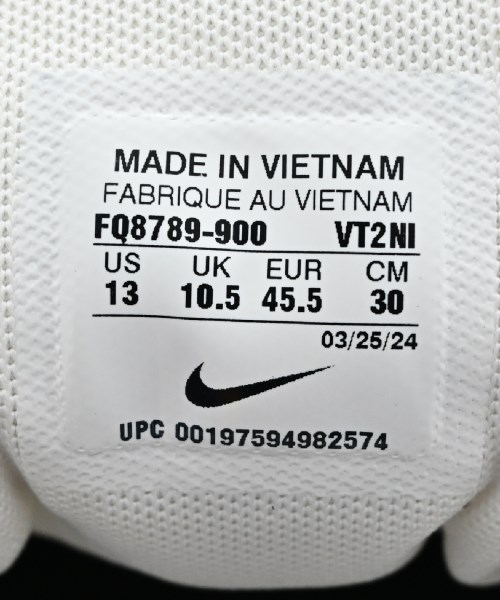 MADE IN VIETNAM
FABRIQUE AU VIETNAM
FQ8789-900 VT2NI
US UK EUR CM
13 10.5 45.5 30
03/25/24
UPC 00197594982574